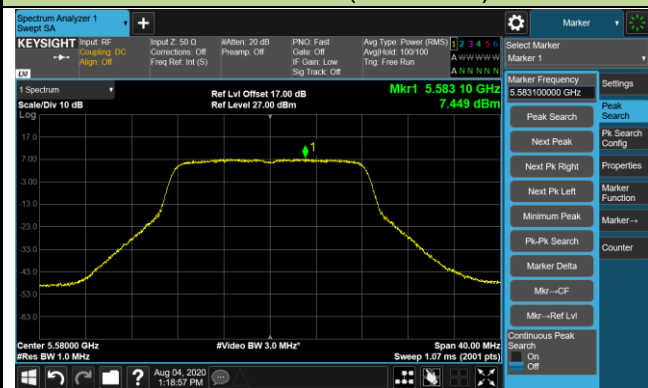 Spectrum Analyzer 1
Swept SA
KEYSIGHT
Input: RF
Coupling: DC
Align: Off
Input Z: 50 Ω
Corrections: Off
Freq Ref: Int (S)
#Atten: 20 dB
Preamp: Off
PNO: Fast
Gate: Off
IF Gain: Low
Sig Track: Off
Avg Type: Power (RMS)
Avg|Hold: 100/100
Trig: Free Run
1 2 3 4 5 6
A W W W W W
A N N N N N
LXI
1 Spectrum
Scale/Div 10 dB
Log
Ref Lvl Offset 17.00 dB
Ref Level 27.00 dBm
Mkr1 5.583 10 GHz
7.449 dBm
1
17.0
7.00
-3.00
-13.0
-23.0
-33.0
-43.0
-53.0
-63.0
Center 5.58000 GHz
#Res BW 1.0 MHz
#Video BW 3.0 MHz*
Span 40.00 MHz
Sweep 1.07 ms (2001 pts)
Aug 04, 2020
1:18:57 PM
Marker
Select Marker
Marker 1
Marker Frequency
5.583100000 GHz
Peak Search
Next Peak
Next Pk Right
Next Pk Left
Minimum Peak
Pk-Pk Search
Marker Delta
Mkr→CF
Mkr→Ref Lvl
Continuous Peak
Search
On
Off
Settings
Peak
Search
Pk Search
Config
Properties
Marker
Function
Marker→
Counter